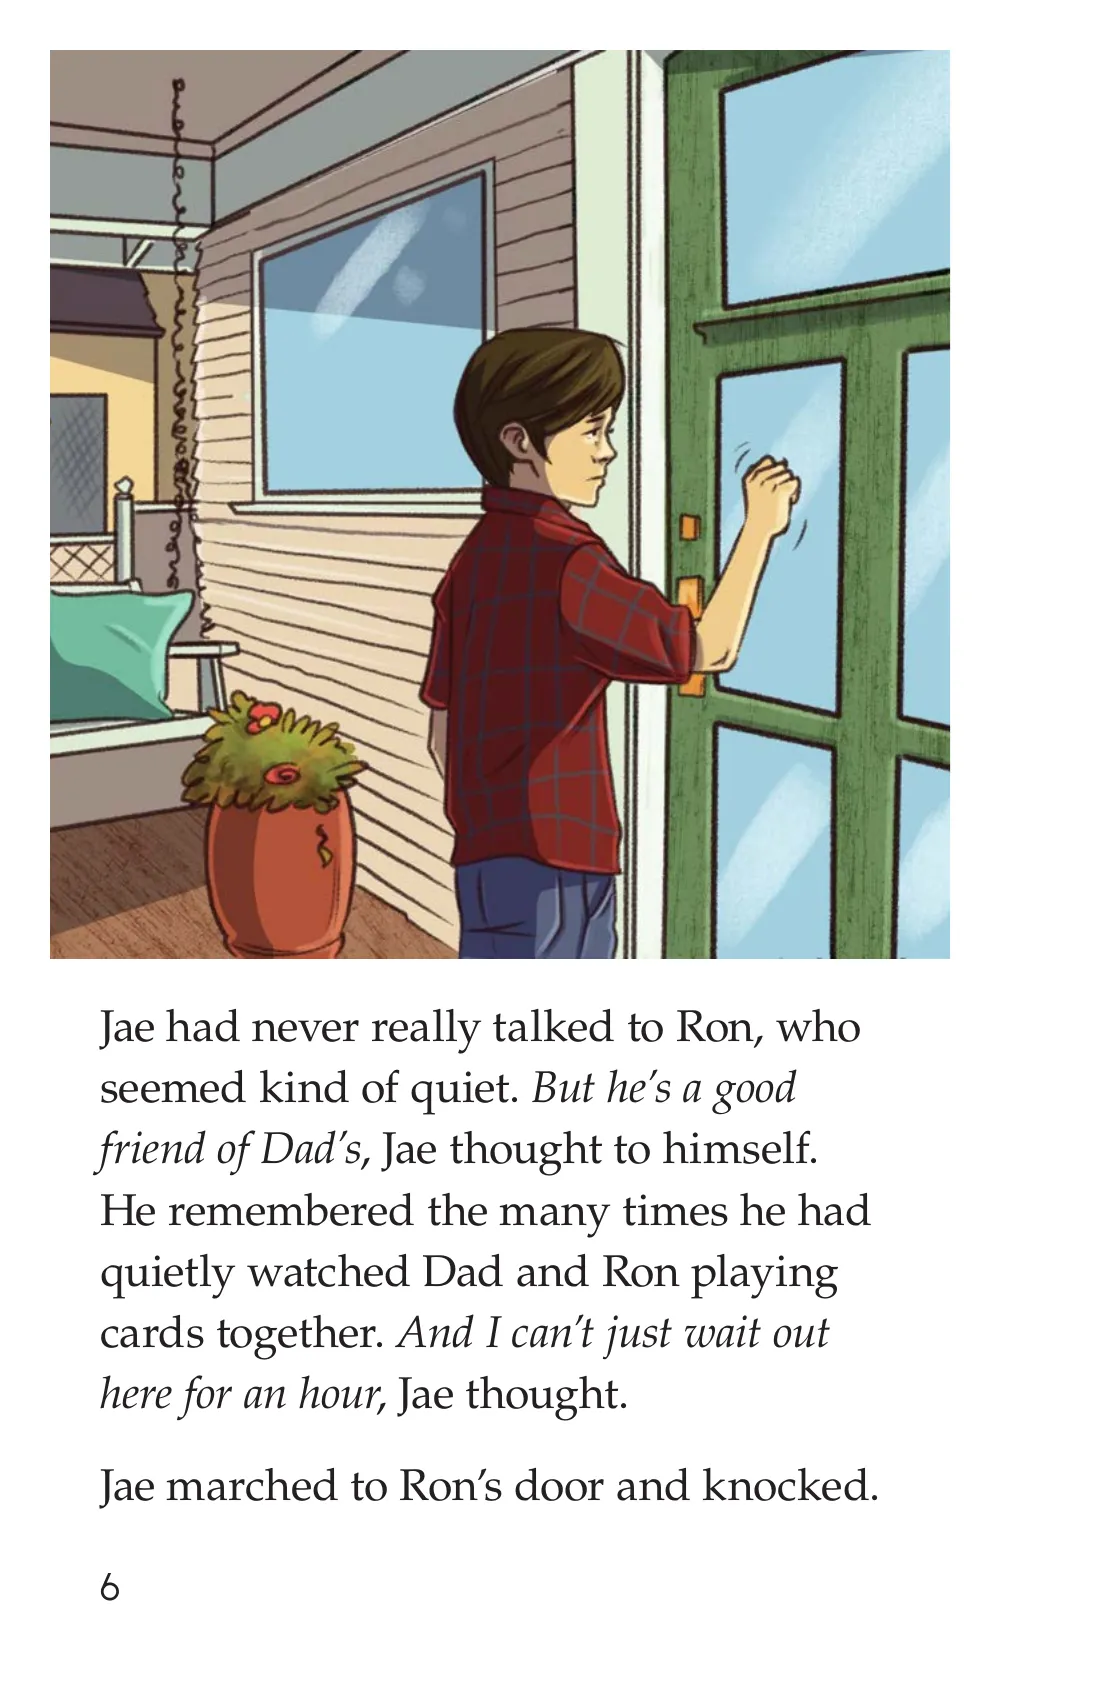 Jae had never really talked to Ron, who
seemed kind of quiet. But he's a good
friend of Dad's, Jae thought to himself.
He remembered the many times he had
quietly watched Dad and Ron playing
cards together. And I can't just wait out
here for an hour, Jae thought.
Jae marched to Ron's door and knocked.
6